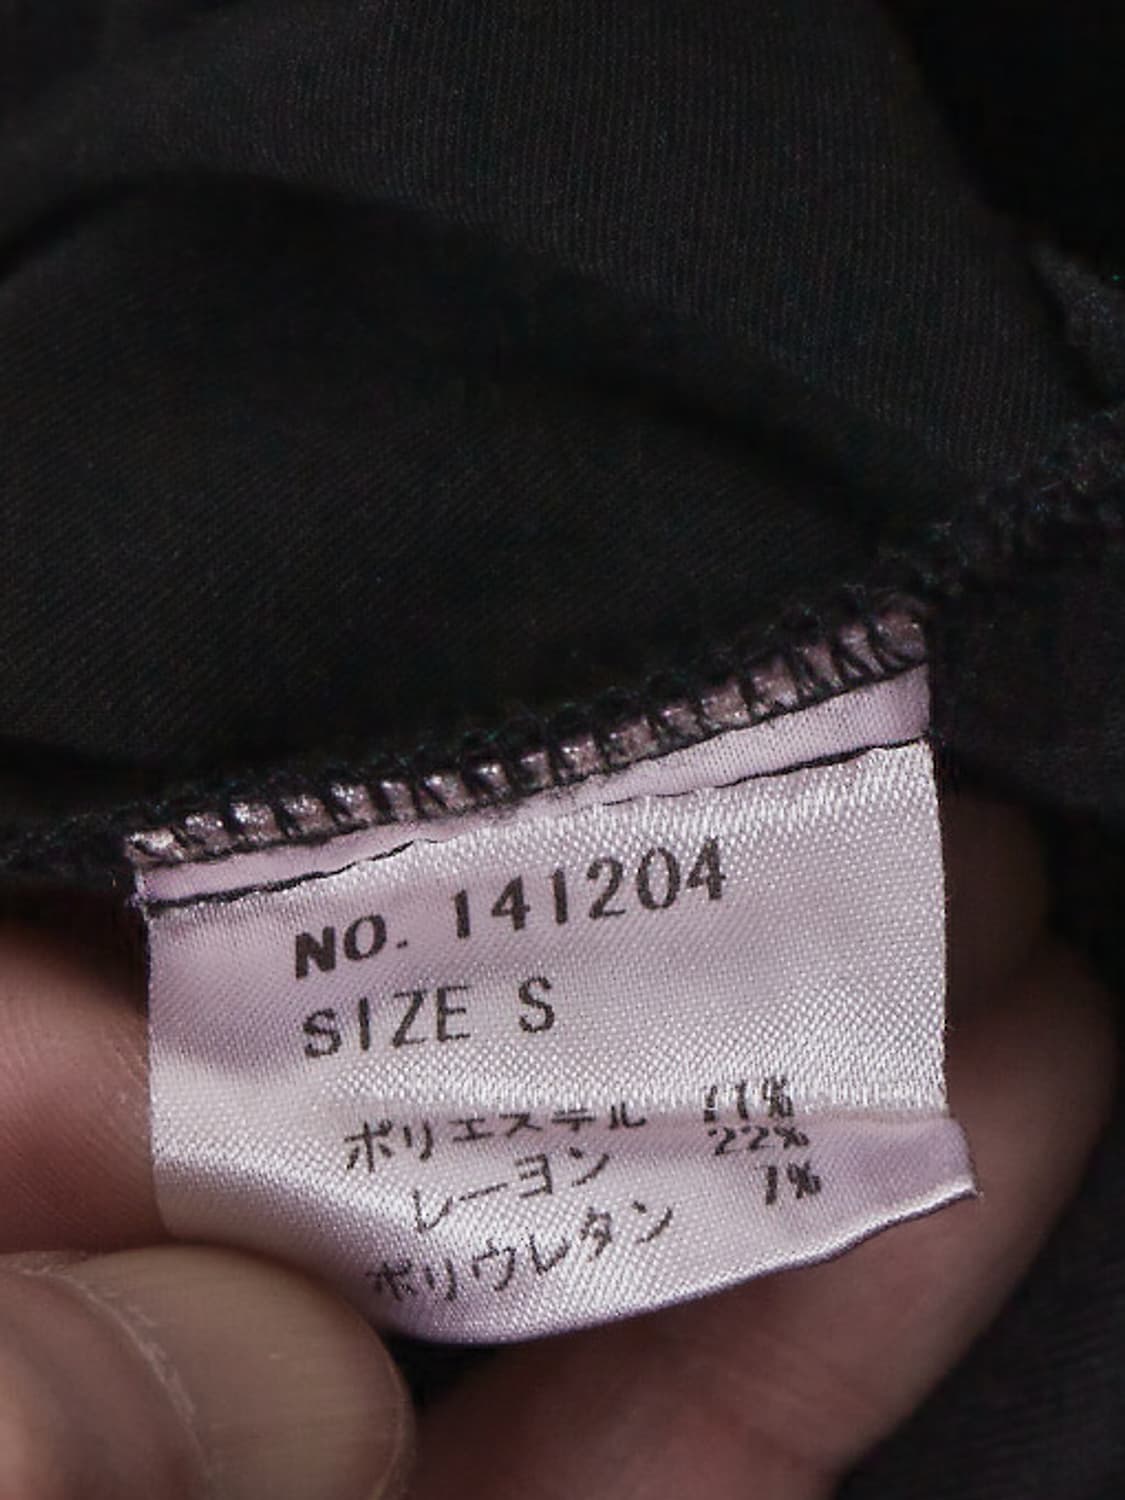 NO. 141204
SIZE S
ポリエステル 77%
レーヨン 22%
ポリウレタン 1%